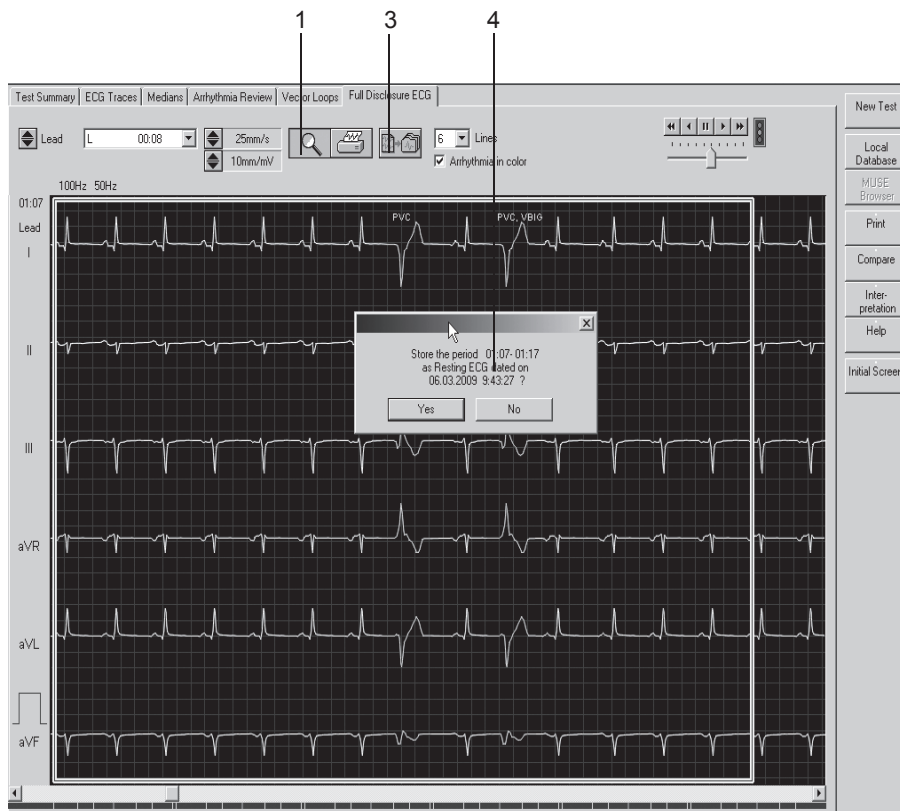 1 3 4
Test Summary ECG Traces Medians Arrhythmia Review Vector Loops Full Disclosure ECG
New Test
Lead L 00:08 25mm/s 6 Lines
10mm/mV Arrhythmia in color
Local
Database
MUSE
Browser
100Hz 50Hz
01:07
Lead
Print
PVC PVC, VBIG
I
Compare
Inter-
pretation
Help
Store the period 01:07-01:17
as Resting ECG dated on
06.03.2009 9:43:27 ?
Yes No
II
Initial Screen
III
aVR
aVL
aVF